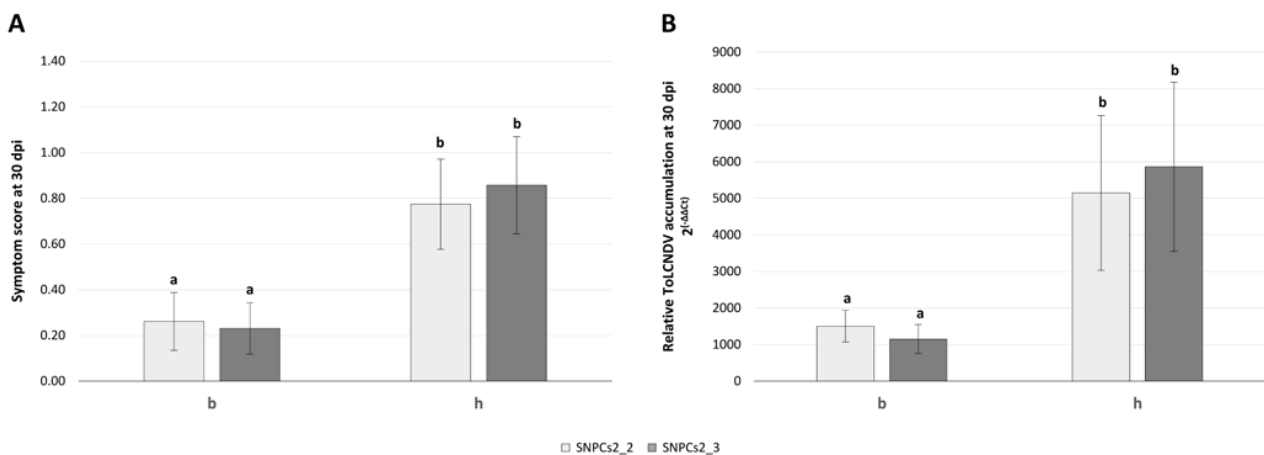 A
Symptom score at 30 dpi
1.40
1.20
1.00
0.80
0.60
0.40
0.20
0.00
a
a
b
b
b
h
B
Relative ToLCNDV accumulation at 30 dpi
2^(-ΔΔCt)
9000
8000
7000
6000
5000
4000
3000
2000
1000
0
a
a
b
b
b
h
SNPCs2_2
SNPCs2_3